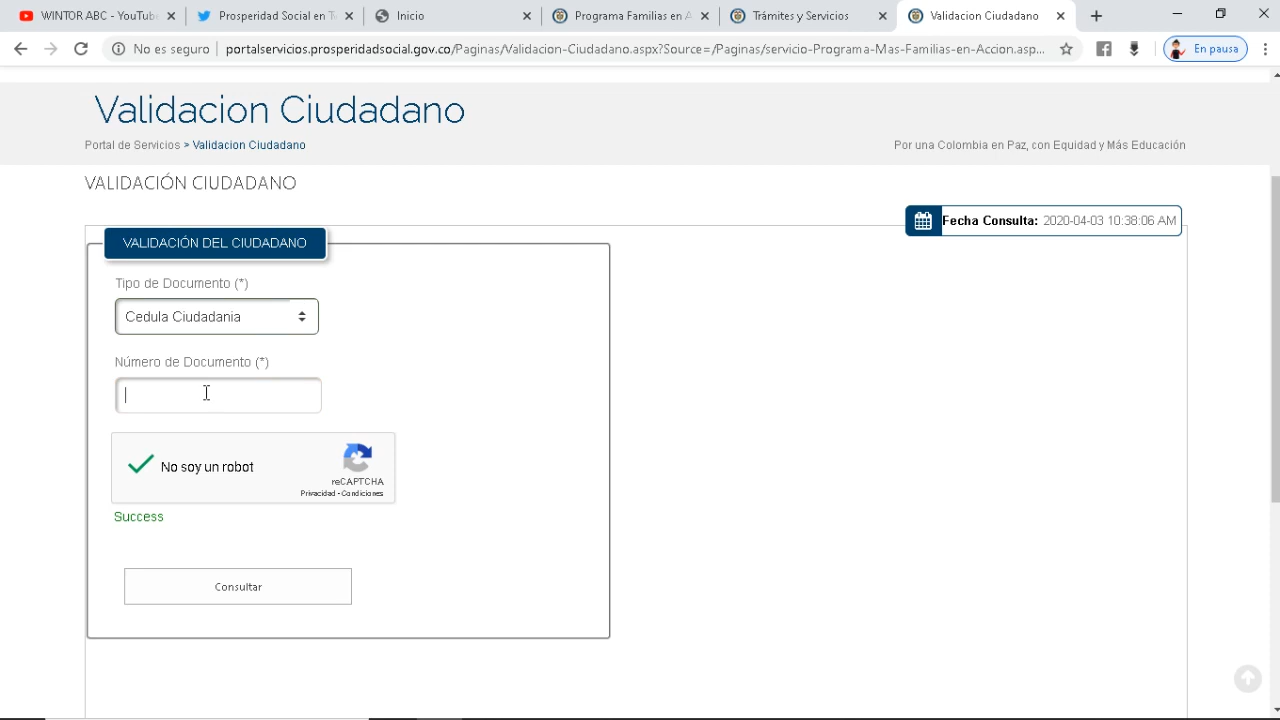 WINTOR ABC - YouTub
Prosperidad Social en T
Inicio
Programa Familias en A
Trámites y Servicios
Validacion Ciudadano
No es seguro
portalservicios.prosperidadsocial.gov.co/Paginas/Validacion-Ciudadano.aspx?Source=/Paginas/servicio-Programa-Mas-Familias-en-Accion.asp...
En pausa
Validacion Ciudadano
Portal de Servicios > Validacion Ciudadano
Por una Colombia en Paz, con Equidad y Más Educación
VALIDACIÓN CIUDADANO
Fecha Consulta: 2020-04-03 10:38:06 AM
VALIDACIÓN DEL CIUDADANO
Tipo de Documento (*)
Cedula Ciudadania
Número de Documento (*)
No soy un robot
reCAPTCHA
Privacidad - Condiciones
Success
Consultar